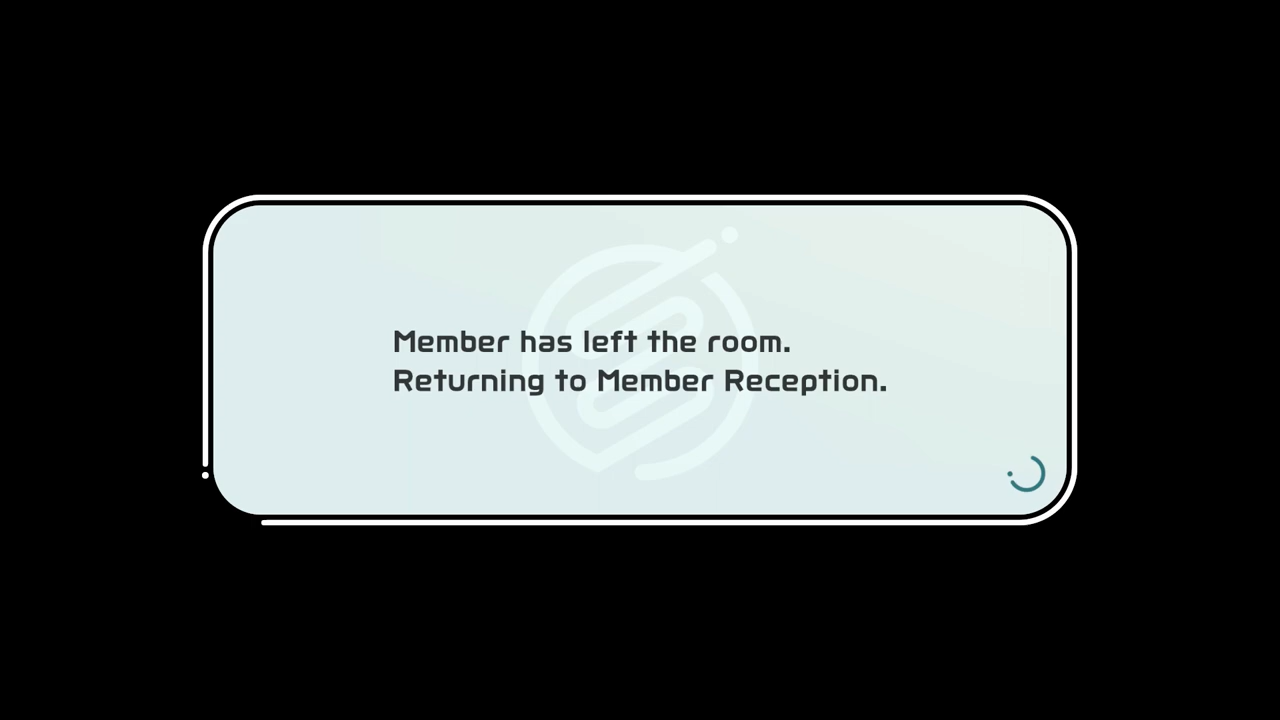 Member has left the room.
Returning to Member Reception.